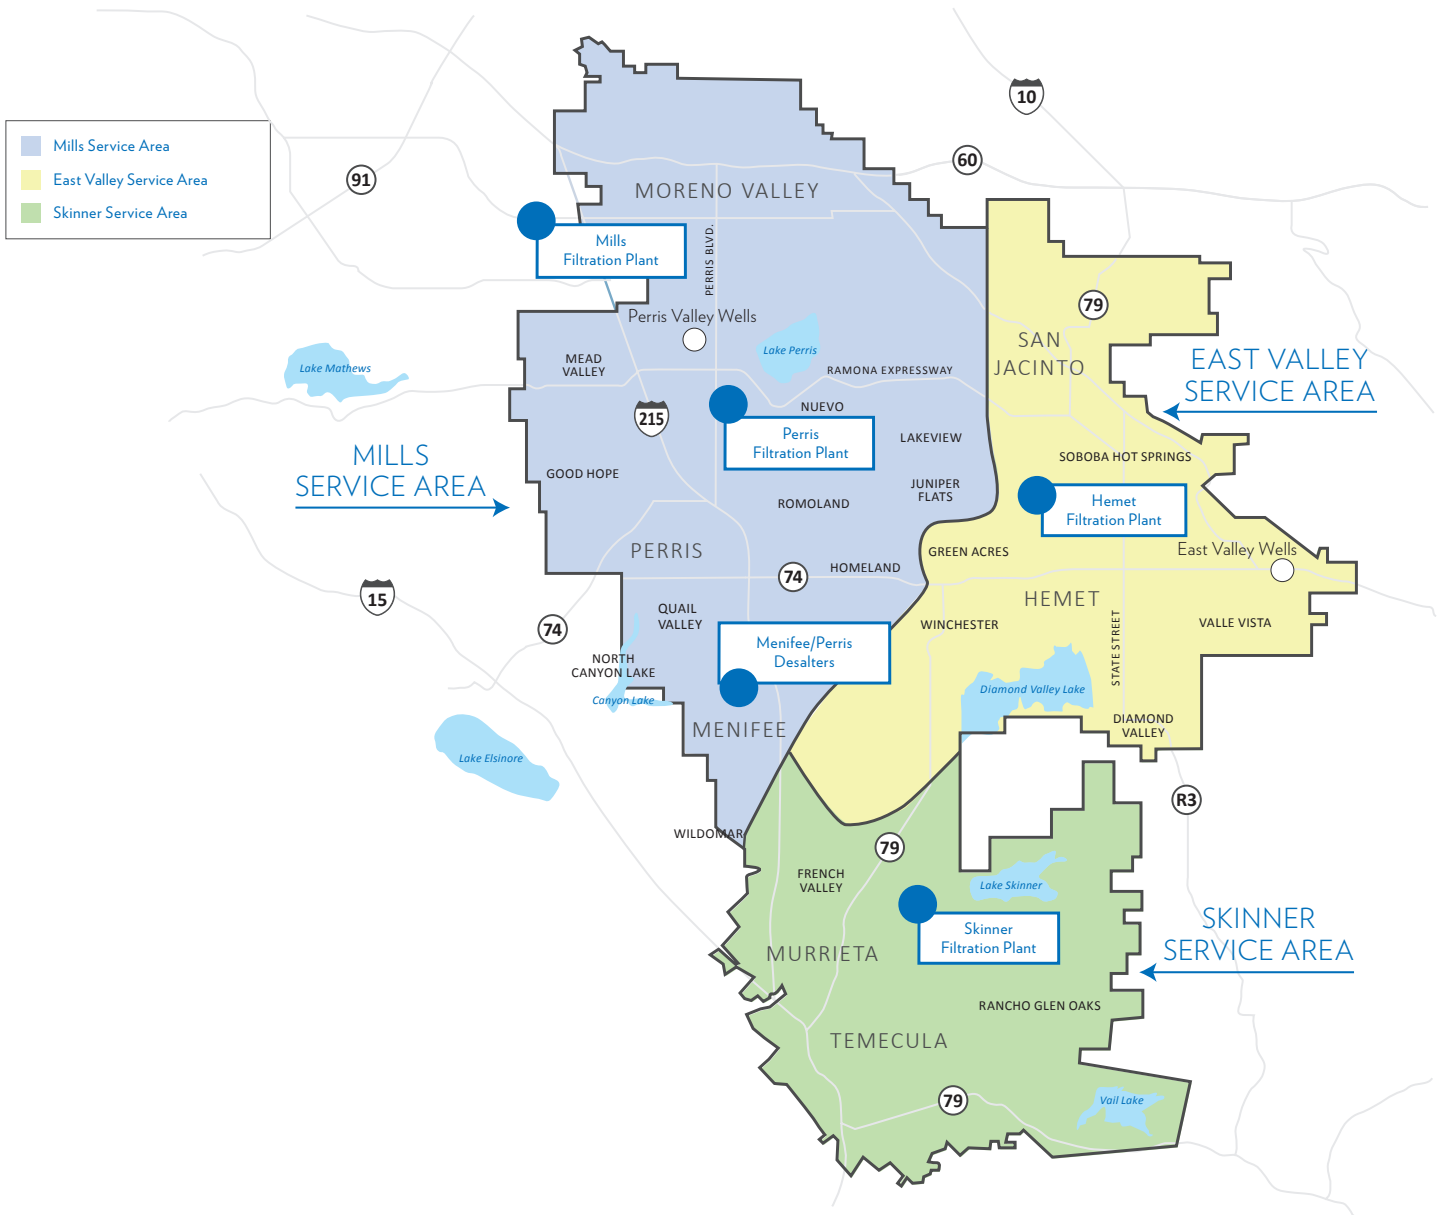 Mills Service Area
East Valley Service Area
Skinner Service Area
10
91
60
MORENO VALLEY
Mills
Filtration Plant
PERRIS BLVD.
79
Perris Valley Wells
SAN
JACINTO
Lake Perris
Lake Mathews
MEAD
VALLEY
RAMONA EXPRESSWAY
EAST VALLEY
SERVICE AREA
215
NUEVO
Perris
Filtration Plant
LAKEVIEW
MILLS
SERVICE AREA
GOOD HOPE
SOBOBA HOT SPRINGS
JUNIPER
FLATS
ROMOLAND
Hemet
Filtration Plant
PERRIS
GREEN ACRES
East Valley Wells
HOMELAND
74
15
HEMET
QUAIL
VALLEY
74
WINCHESTER
STATE STREET
VALLE VISTA
Menifee/Perris
Desalters
NORTH
CANYON LAKE
Canyon Lake
Diamond Valley Lake
MENIFEE
DIAMOND
VALLEY
Lake Elsinore
R3
WILDOMAR
79
FRENCH
VALLEY
Lake Skinner
Skinner
Filtration Plant
SKINNER
SERVICE AREA
MURRIETA
RANCHO GLEN OAKS
TEMECULA
79
Vail Lake